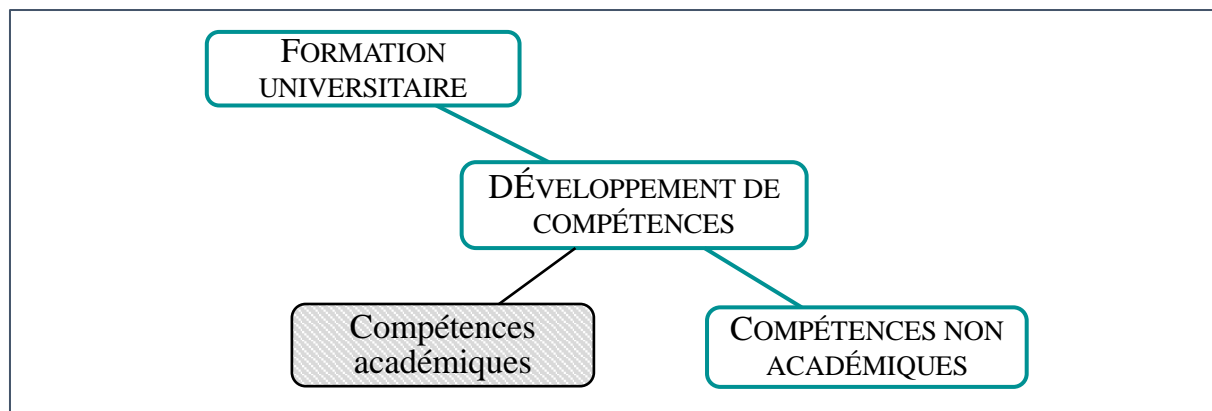 FORMATION
UNIVERSITAIRE
DÉVELOPPEMENT DE
COMPÉTENCES
Compétences
académiques
COMPÉTENCES NON
ACADÉMIQUES